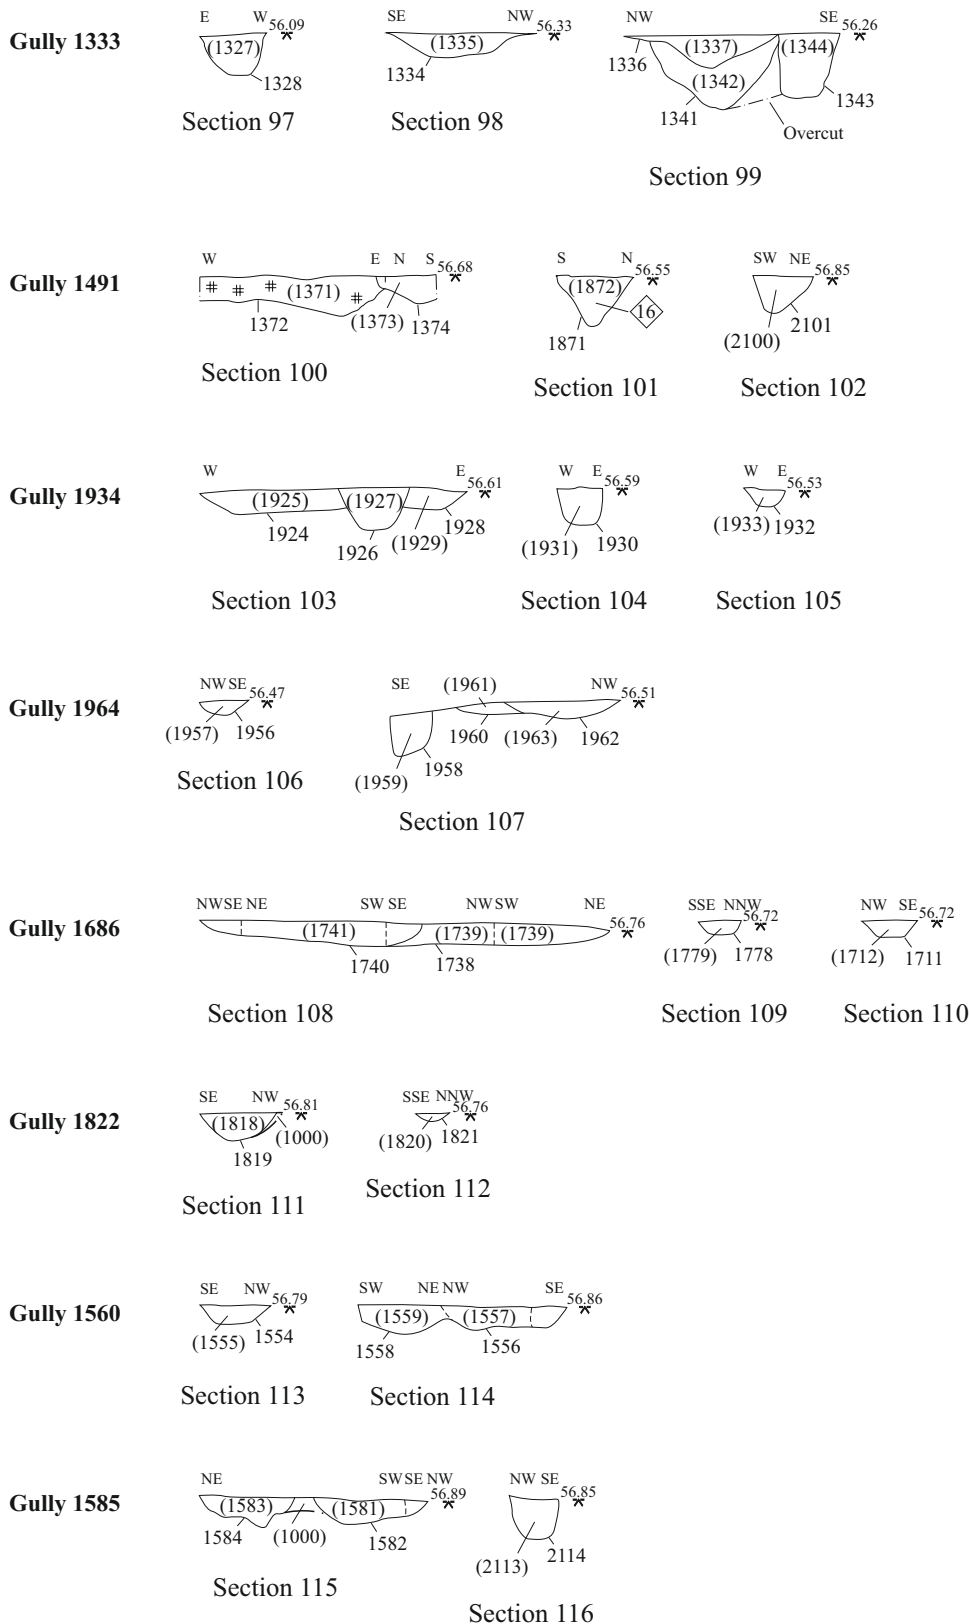 Gully 1333
E W 56.09
(1327)
1328
Section 97
SE NW 56.33
(1335)
1334
Section 98
NW SE 56.26
(1337) (1344)
1336
(1342)
1341 1343
Overcut
Section 99
Gully 1491
W E N S 56.68
(1371)
1372 (1373) 1374
Section 100
S N 56.55
(1872)
16
1871
Section 101
SW NE 56.85
(2100) 2101
Section 102
Gully 1934
W E 56.61
(1925) (1927)
1924 1926 (1929) 1928
Section 103
W E 56.59
(1931) 1930
Section 104
W E 56.53
(1933) 1932
Section 105
Gully 1964
NW SE 56.47
(1957) 1956
Section 106
SE (1961) NW 56.51
1960 (1963) 1962
(1959) 1958
Section 107
Gully 1686
NW SE NE SW SE NW SW NE 56.76
(1741) (1739) (1739)
1740 1738
Section 108
SSE NNW 56.72
(1779) 1778
Section 109
NW SE 56.72
(1712) 1711
Section 110
Gully 1822
SE NW 56.81
(1818) (1000)
1819
Section 111
SSE NNW 56.76
(1820) 1821
Section 112
Gully 1560
SE NW 56.79
(1555) 1554
Section 113
SW NE NW SE 56.86
(1559) (1557)
1558 1556
Section 114
Gully 1585
NE SW SE NW 56.89
(1583) (1581)
1584 (1000) 1582
Section 115
NW SE 56.85
(2113) 2114
Section 116